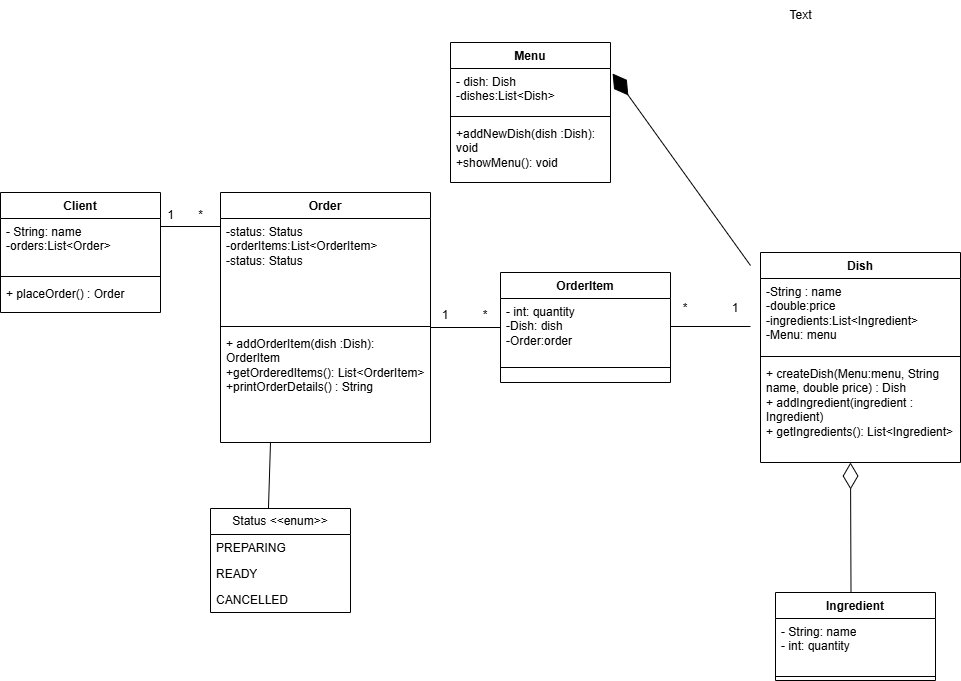 Text
Menu
- dish: Dish
-dishes:List<Dish>
+addNewDish(dish :Dish):
void
+showMenu(): void
Client
- String: name
-orders:List<Order>
+ placeOrder() : Order
1
*
Order
-status: Status
-orderItems:List<OrderItem>
-status: Status
+ addOrderItem(dish :Dish):
OrderItem
+getOrderedItems(): List<OrderItem>
+printOrderDetails() : String
1
*
OrderItem
- int: quantity
-Dish: dish
-Order:order
*
1
Dish
-String : name
-double:price
-ingredients:List<Ingredient>
-Menu: menu
+ createDish(Menu:menu, String
name, double price) : Dish
+ addIngredient(ingredient :
Ingredient)
+ getIngredients(): List<Ingredient>
Status <<enum>>
PREPARING
READY
CANCELLED
Ingredient
- String: name
- int: quantity